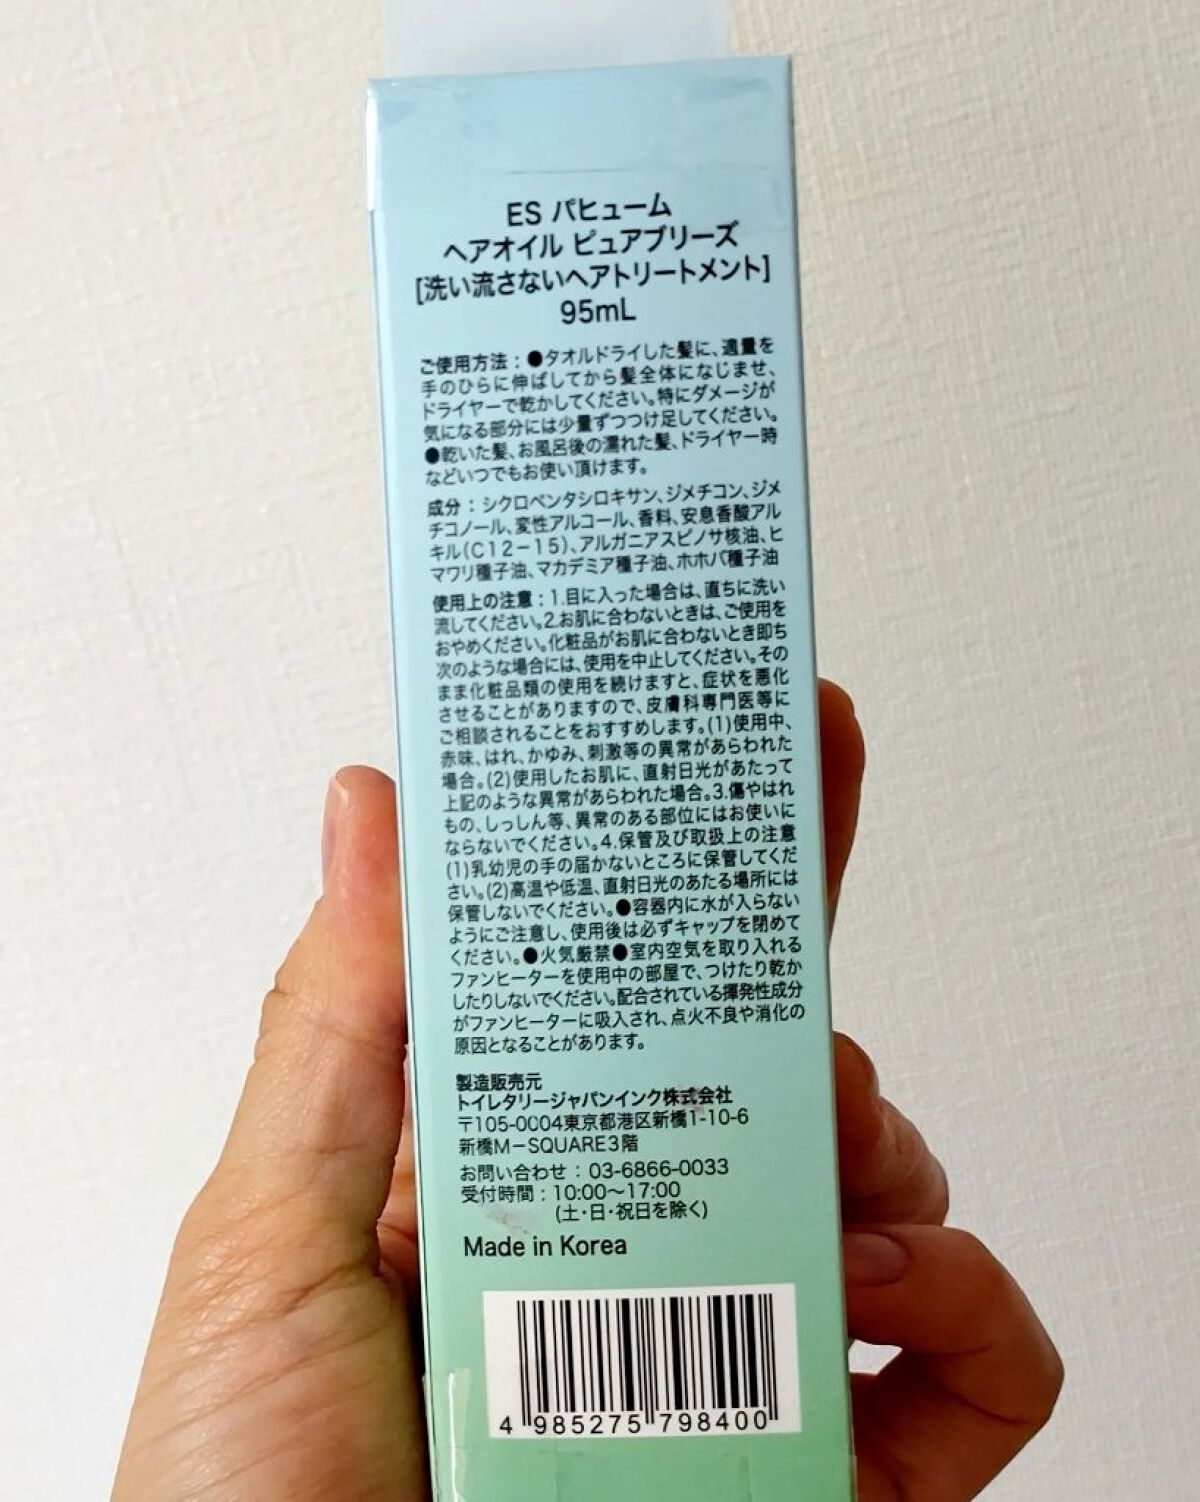 ES パヒューム
ヘアオイル ピュアブリーズ
[洗い流さないヘアトリートメント]
95mL
ご使用方法：●タオルドライした髪に、適量を
手のひらに伸ばしてから髪全体になじませ、
ドライヤーで乾かしてください。特にダメージが
気になる部分には少量ずつつけ足してください。
●乾いた髪、お風呂後の濡れた髪、ドライヤー時
などいつでもお使い頂けます。
成分：シクロペンタシロキサン、ジメチコン、ジメ
チコノール、変性アルコール、香料、安息香酸アル
キル(C12－15)、アルガニアスピノサ核油、ヒ
マワリ種子油、マカデミア種子油、ホホバ種子油
使用上の注意：1.目に入った場合は、直ちに洗い
流してください。2.お肌に合わないときは、ご使用を
おやめください。化粧品がお肌に合わないとき即ち
次のような場合には、使用を中止してください。その
まま化粧品類の使用を続けますと、症状を悪化
させることがありますので、皮膚科専門医等に
ご相談されることをおすすめします。(1)使用中、
赤味、はれ、かゆみ、刺激等の異常があらわれた
場合。(2)使用したお肌に、直射日光があたって
上記のような異常があらわれた場合。3.傷やはれ
もの、しっしん等、異常のある部位にはお使いに
ならないでください。4.保管及び取扱上の注意
(1)乳幼児の手の届かないところに保管してくだ
さい。(2)高温や低温、直射日光のあたる場所には
保管しないでください。●容器内に水が入らない
ようにご注意し、使用後は必ずキャップを閉めて
ください。●火気厳禁●室内空気を取り入れる
ファンヒーターを使用中の部屋で、つけたり乾か
したりしないでください。配合されている揮発性成分
がファンヒーターに吸入され、点火不良や消化の
原因となることがあります。
製造販売元
トイレタリージャパンインク株式会社
〒105-0004東京都港区新橋1-10-6
新橋M－SQUARE3階
お問い合わせ：03-6866-0033
受付時間：10:00～17:00
(土・日・祝日を除く)
Made in Korea
4 985275 798400